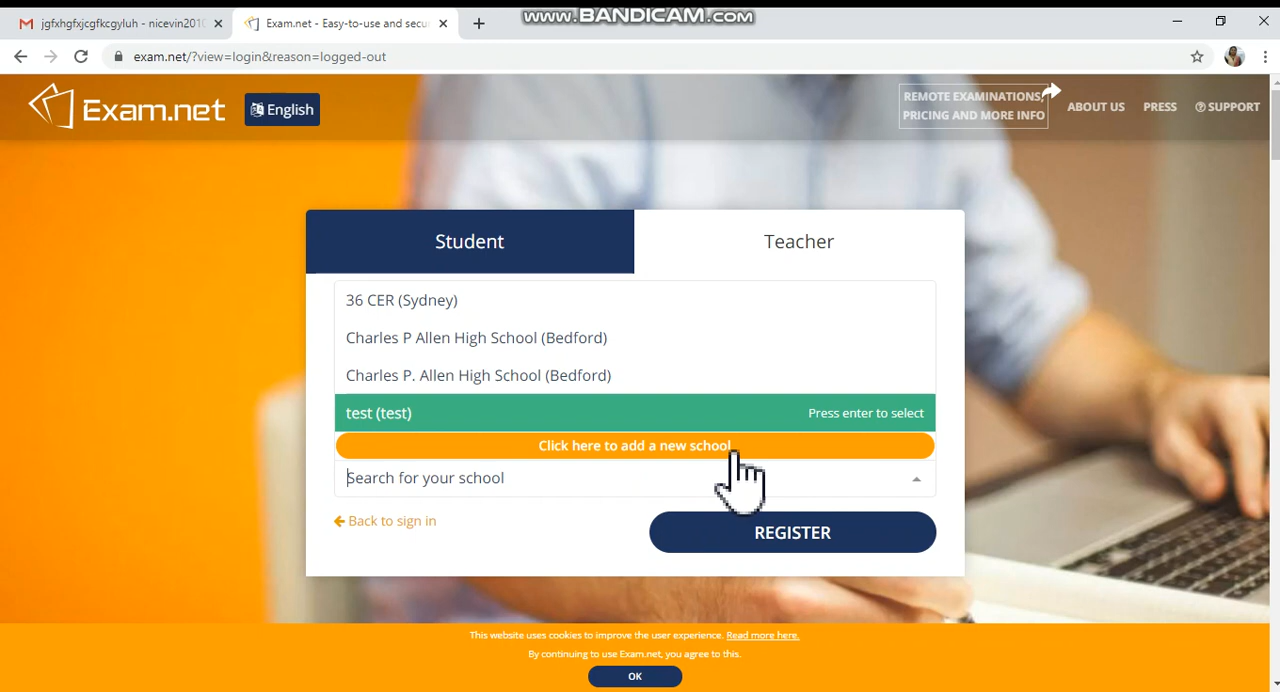 www.BANDICAM.com
jgfxhgfxjcgfkcgyluh - nicevin201
Exam.net - Easy-to-use and secu
exam.net/?view=login&reason=logged-out
Exam.net
English
REMOTE EXAMINATIONS,
PRICING AND MORE INFO
ABOUT US
PRESS
SUPPORT
Student
Teacher
36 CER (Sydney)
Charles P Allen High School (Bedford)
Charles P. Allen High School (Bedford)
test (test)
Press enter to select
Click here to add a new school
Search for your school
Back to sign in
REGISTER
This website uses cookies to improve the user experience. Read more here.
By continuing to use Exam.net, you agree to this.
OK